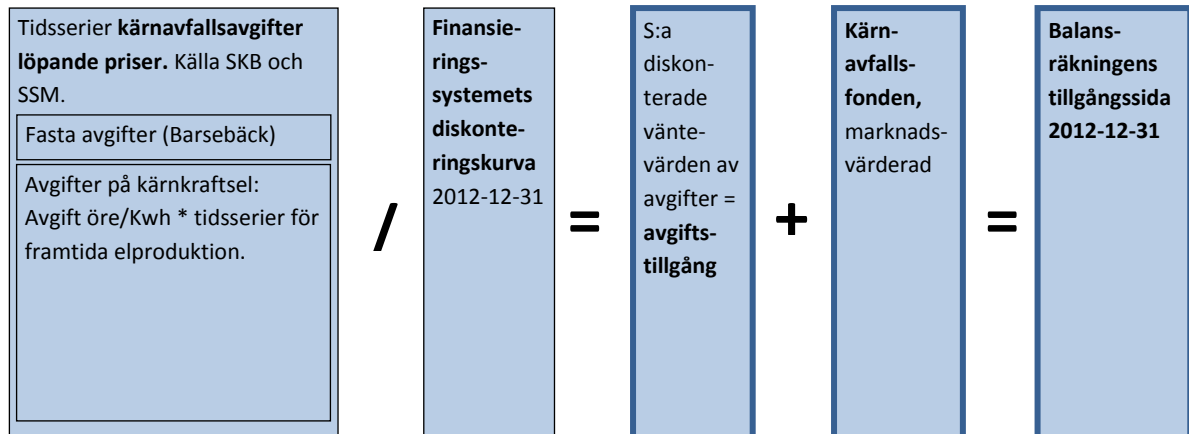 Tidsserier kärnavfallsavgifter
löpande priser. Källa SKB och
SSM.
Fasta avgifter (Barsebäck)
Avgifter på kärnkraftsel:
Avgift öre/Kwh * tidsserier för
framtida elproduktion.
/
Finansie-
rings-
systemets
diskonte-
ringskurva
2012-12-31
=
S:a
diskon-
terade
vänte-
värden av
avgifter =
avgifts-
tillgång
+
Kärn-
avfalls-
fonden,
marknads-
värderad
=
Balans-
räkningens
tillgångssida
2012-12-31